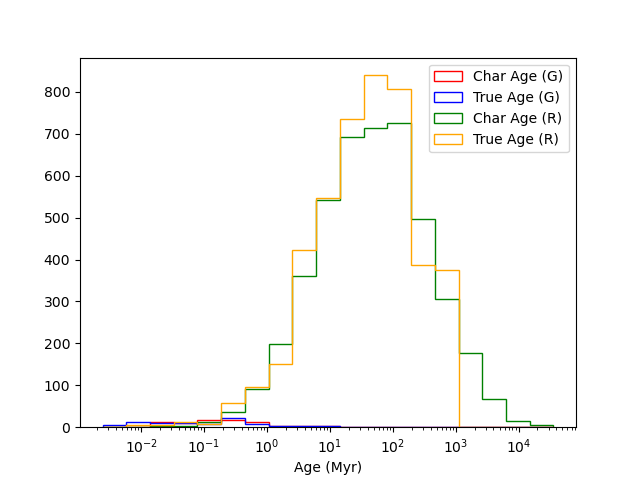 Char Age (G)
True Age (G)
Char Age (R)
True Age (R)
800
700
600
500
400
300
200
100
0
10⁻² 10⁻¹ 10⁰ 10¹ 10² 10³ 10⁴
Age (Myr)